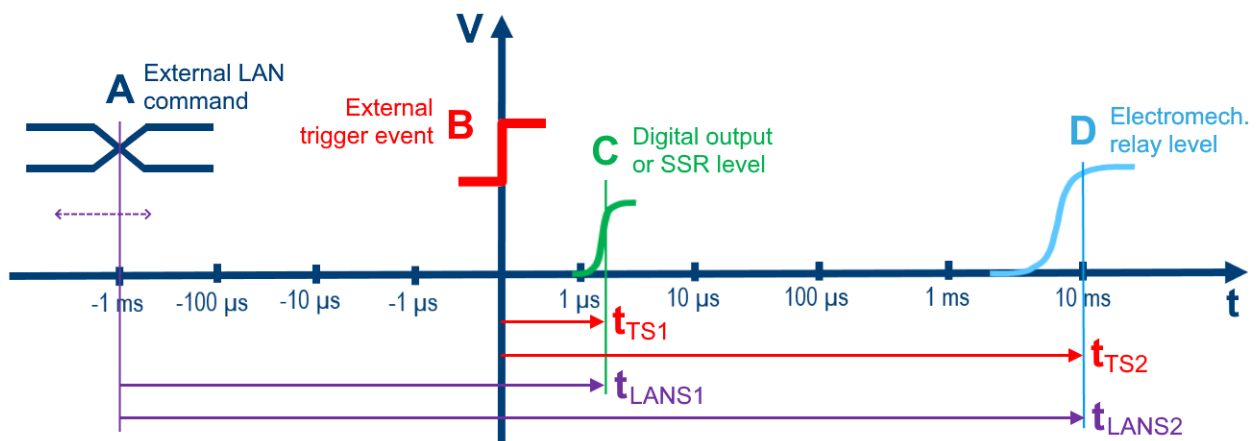 V
A External LAN
command
External
trigger event B
C Digital output
or SSR level
D Electromech.
relay level
-1 ms -100 µs -10 µs -1 µs 1 µs 10 µs 100 µs 1 ms 10 ms t
tTS1
tTS2
tLANS1
tLANS2